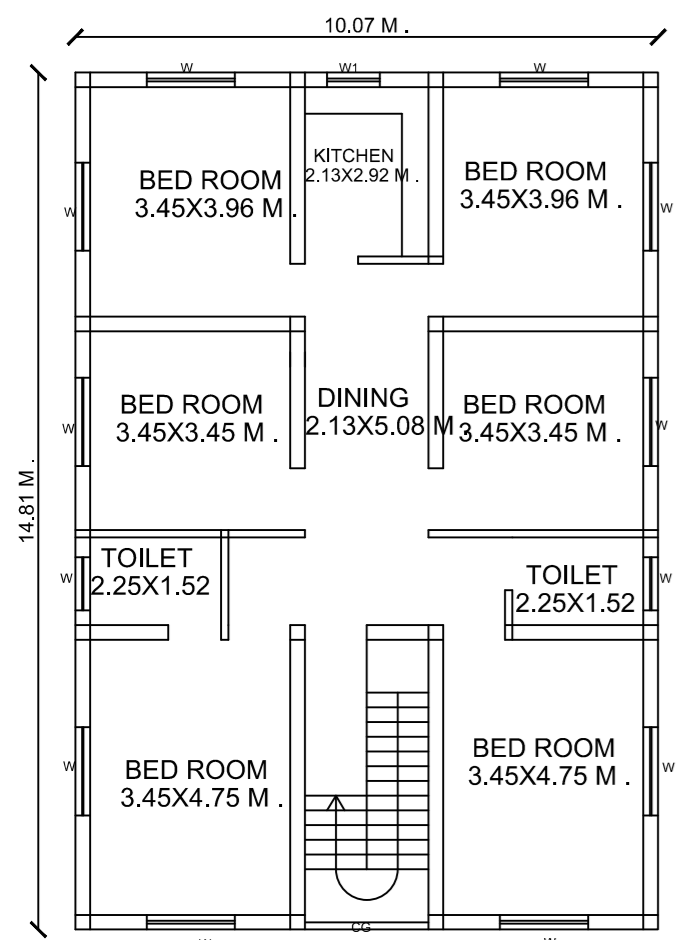 10.07 M .
W
W1
W
KITCHEN
2.13X2.92 M .
BED ROOM
3.45X3.96 M .
BED ROOM
3.45X3.96 M .
W
W
DINING
2.13X5.08 M .
BED ROOM
3.45X3.45 M .
BED ROOM
3.45X3.45 M .
W
W
14.81 M .
TOILET
2.25X1.52
TOILET
2.25X1.52
W
W
BED ROOM
3.45X4.75 M .
BED ROOM
3.45X4.75 M .
W
W
CG
W
W